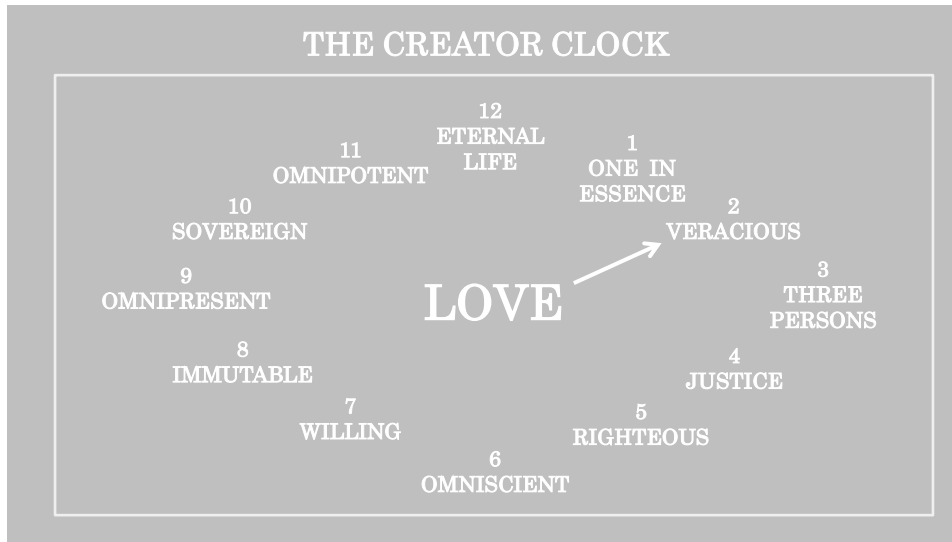 THE CREATOR CLOCK
12
ETERNAL
LIFE
1
ONE IN
ESSENCE
2
VERACIOUS
3
THREE
PERSONS
4
JUSTICE
5
RIGHTEOUS
6
OMNISCIENT
7
WILLING
8
IMMUTABLE
9
OMNIPRESENT
10
SOVEREIGN
11
OMNIPOTENT
LOVE